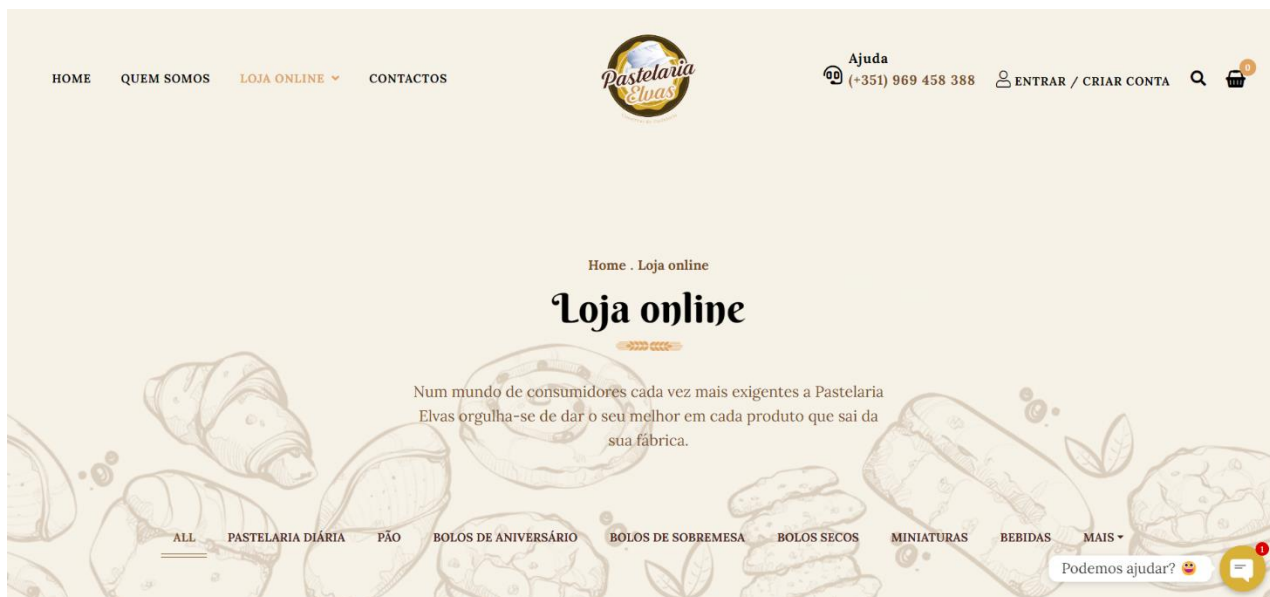 HOME
QUEM SOMOS
LOJA ONLINE
CONTACTOS
Pastelaria
Elvas
Ajuda
(+351) 969 458 388
ENTRAR / CRIAR CONTA
0
Home . Loja online
Loja online
Num mundo de consumidores cada vez mais exigentes a Pastelaria
Elvas orgulha-se de dar o seu melhor em cada produto que sai da
sua fábrica.
ALL
PASTELARIA DIÁRIA
PÃO
BOLOS DE ANIVERSÁRIO
BOLOS DE SOBREMESA
BOLOS SECOS
MINIATURAS
BEBIDAS
MAIS
Podemos ajudar? 😀
1